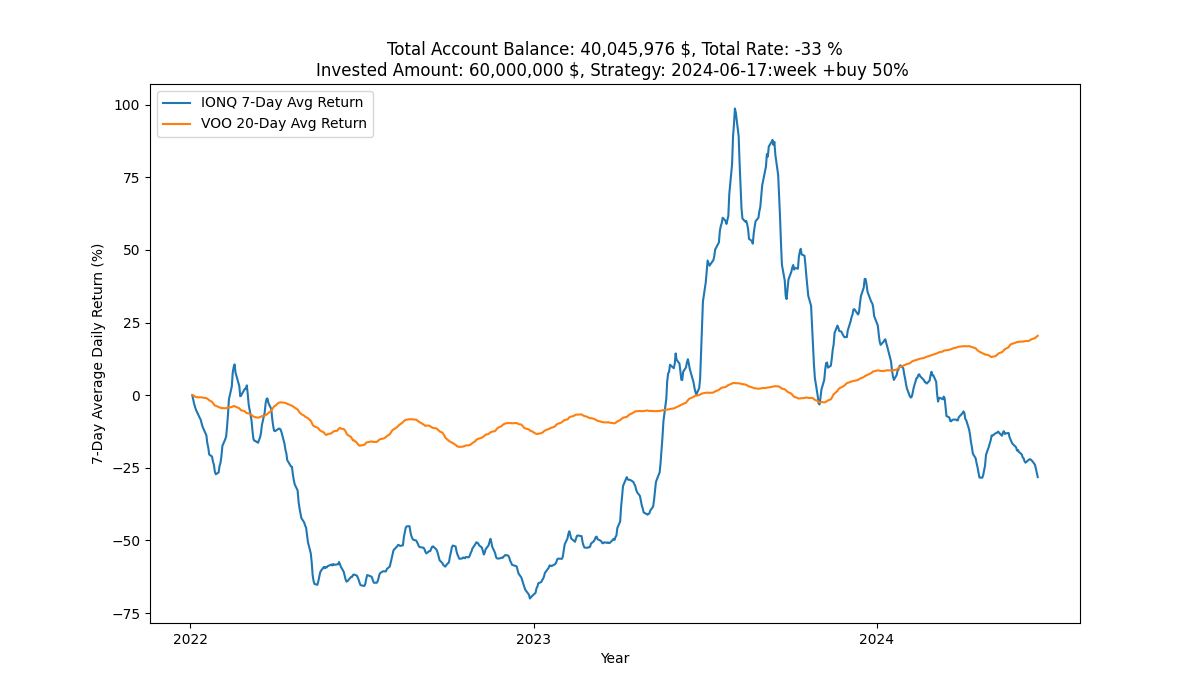 Total Account Balance: 40,045,976 $, Total Rate: -33 %
Invested Amount: 60,000,000 $, Strategy: 2024-06-17:week +buy 50%
IONQ 7-Day Avg Return
VOO 20-Day Avg Return
7-Day Average Daily Return (%)
100
75
50
25
0
−25
−50
−75
2022
2023
2024
Year